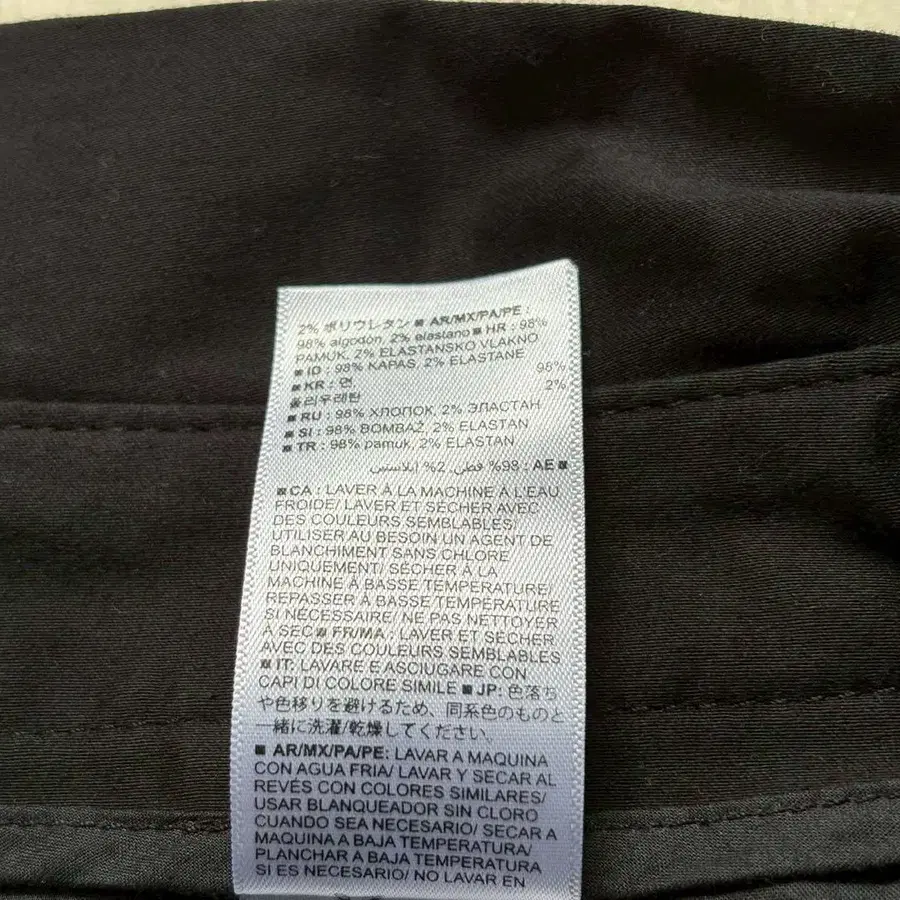 2% ポリウレタン ■ AR/MX/PA/PE :
98% algodón, 2% elastano ■ HR : 98%
PAMUK, 2% ELASTANSKO VLAKNO
■ ID : 98% KAPAS, 2% ELASTANE
■ KR : 면 98%
폴리우레탄 2%
■ RU : 98% ХЛОПОК, 2% ЭЛАСТАН
■ SI : 98% BOMBAŽ, 2% ELASTAN
■ TR : 98% pamuk, 2% ELASTAN
■ AE : 98% قطن, 2% إيلاستين
■ CA : LAVER À LA MACHINE À L'EAU
FROIDE/ LAVER ET SÉCHER AVEC
DES COULEURS SEMBLABLES/
UTILISER AU BESOIN UN AGENT DE
BLANCHIMENT SANS CHLORE
UNIQUEMENT/ SÉCHER À LA
MACHINE À BASSE TEMPÉRATURE/
REPASSER À BASSE TEMPÉRATURE
SI NÉCESSAIRE/ NE PAS NETTOYER
À SEC ■ FR/MA : LAVER ET SÉCHER
AVEC DES COULEURS SEMBLABLES
■ IT: LAVARE E ASCIUGARE CON
CAPI DI COLORE SIMILE ■ JP: 色落ち
や色移りを避けるため、同系色のものと
一緒に洗濯/乾燥してください。
■ AR/MX/PA/PE: LAVAR A MAQUINA
CON AGUA FRIA/ LAVAR Y SECAR AL
REVÉS CON COLORES SIMILARES/
USAR BLANQUEADOR SIN CLORO
CUANDO SEA NECESARIO/ SECAR A
MAQUINA A BAJA TEMPERATURA/
PLANCHAR A BAJA TEMPERATURA
SI ES NECESARIO/ NO LAVAR EN